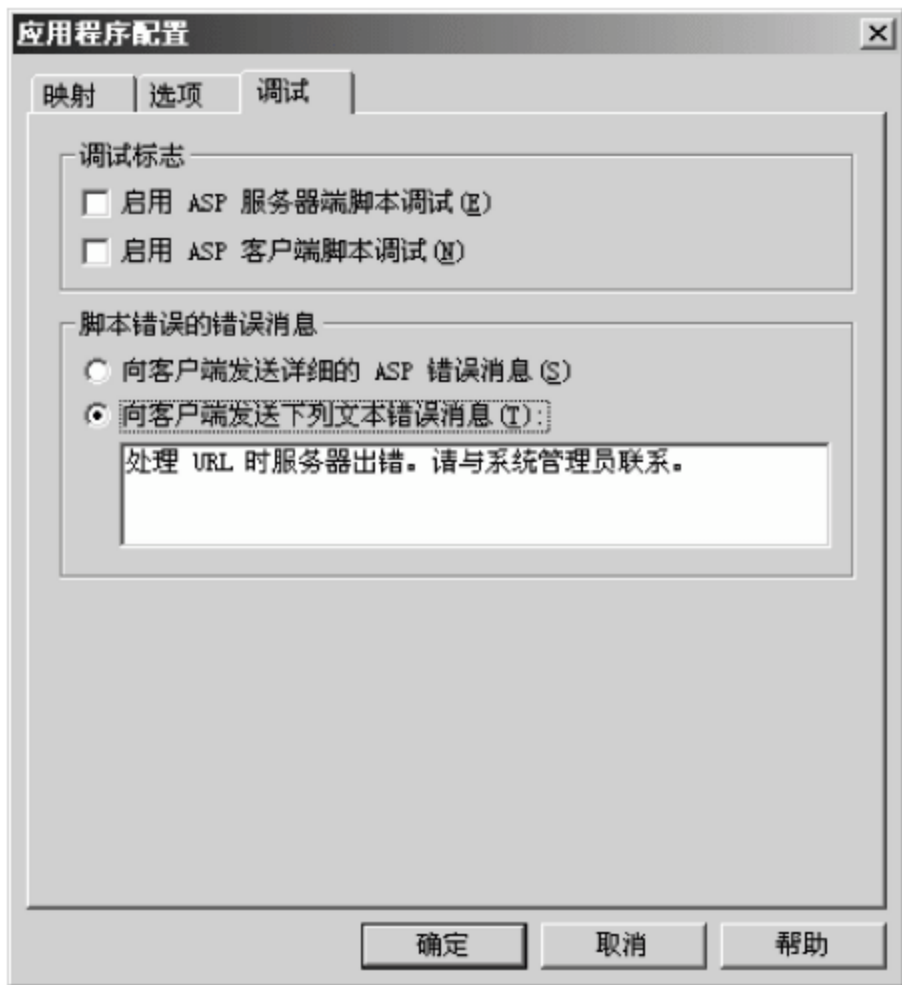 应用程序配置
映射 选项 调试
调试标志
启用 ASP 服务器端脚本调试(E)
启用 ASP 客户端脚本调试(N)
脚本错误的错误消息
向客户端发送详细的 ASP 错误消息(S)
向客户端发送下列文本错误消息(T):
处理 URL 时服务器出错。请与系统管理员联系。
确定 取消 帮助